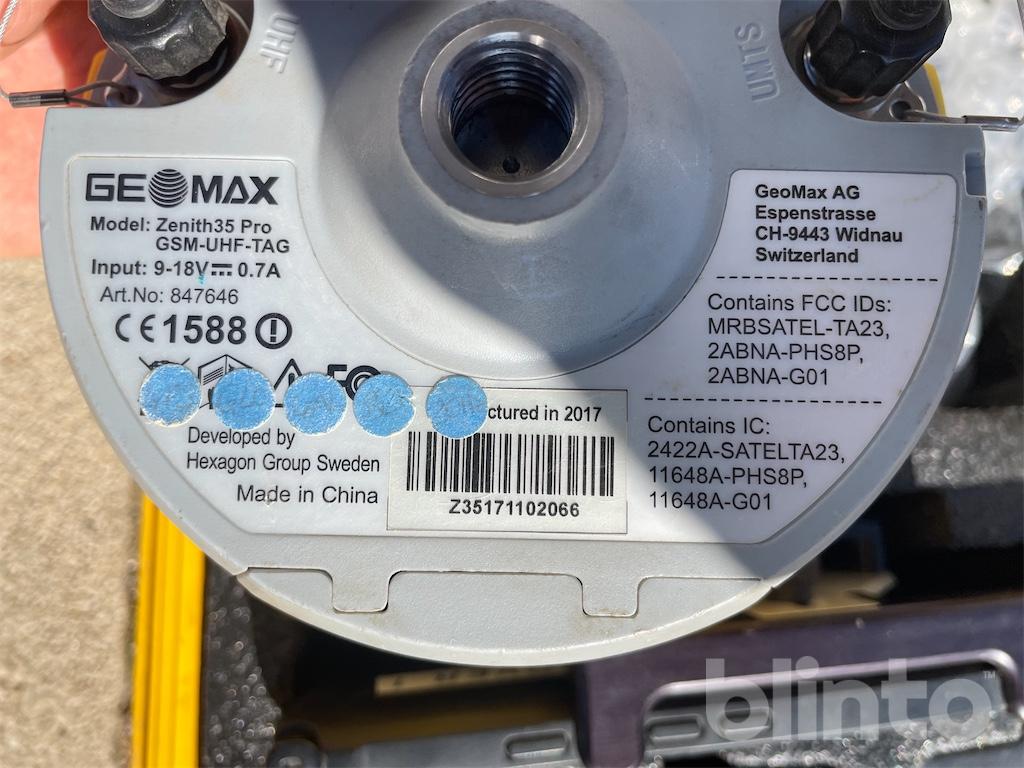 UHF
UMTS
GEOMAX
Model: Zenith35 Pro
GSM-UHF-TAG
Input: 9-18V 0.7A
Art.No: 847646
CE1588
Developed by
Hexagon Group Sweden
Made in China
ctured in 2017
Z35171102066
GeoMax AG
Espenstrasse
CH-9443 Widnau
Switzerland
Contains FCC IDs:
MRBSATEL-TA23,
2ABNA-PHS8P,
2ABNA-G01
Contains IC:
2422A-SATELTA23,
11648A-PHS8P,
11648A-G01
blinto™